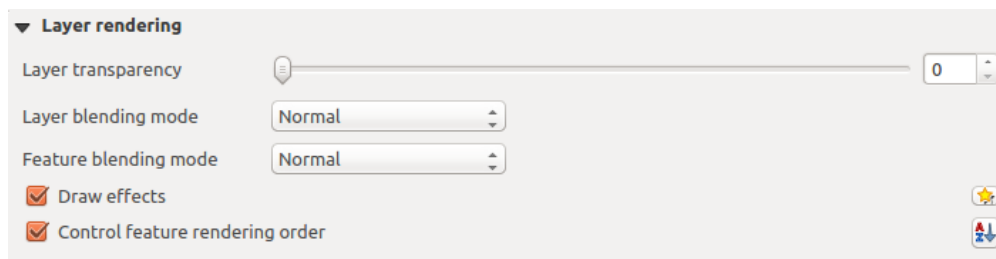 Layer rendering
Layer transparency 0
Layer blending mode Normal
Feature blending mode Normal
Draw effects
Control feature rendering order
A
Z